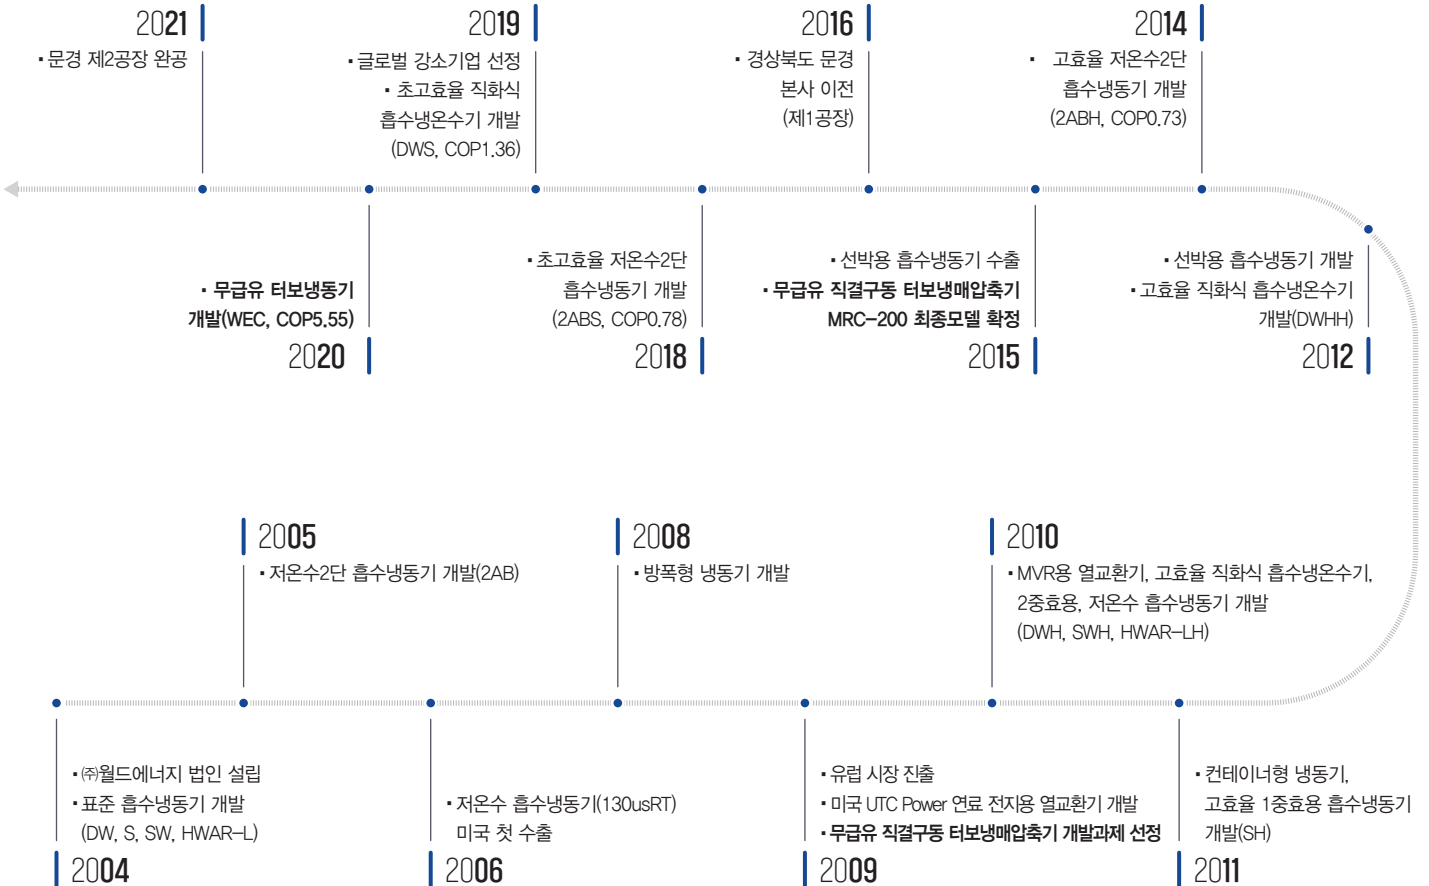 2021
▪ 문경 제2공장 완공
2019
▪ 글로벌 강소기업 선정
▪ 초고효율 직화식
흡수냉온수기 개발
(DWS, COP1.36)
2016
▪ 경상북도 문경
본사 이전
(제1공장)
2014
▪ 고효율 저온수2단
흡수냉동기 개발
(2ABH, COP0.73)
▪ 무급유 터보냉동기
개발(WEC, COP5.55)
2020
▪ 초고효율 저온수2단
흡수냉동기 개발
(2ABS, COP0.78)
2018
▪ 선박용 흡수냉동기 수출
▪ 무급유 직결구동 터보냉매압축기
MRC-200 최종모델 확정
2015
▪ 선박용 흡수냉동기 개발
▪ 고효율 직화식 흡수냉온수기
개발(DWHH)
2012
2005
▪ 저온수2단 흡수냉동기 개발(2AB)
2008
▪ 방폭형 냉동기 개발
2010
▪ MVR용 열교환기, 고효율 직화식 흡수냉온수기,
2중효용, 저온수 흡수냉동기 개발
(DWH, SWH, HWAR-LH)
▪ ㈜월드에너지 법인 설립
▪ 표준 흡수냉동기 개발
(DW, S, SW, HWAR-L)
2004
▪ 저온수 흡수냉동기(130usRT)
미국 첫 수출
2006
▪ 유럽 시장 진출
▪ 미국 UTC Power 연료 전지용 열교환기 개발
▪ 무급유 직결구동 터보냉매압축기 개발과제 선정
2009
▪ 컨테이너형 냉동기,
고효율 1중효용 흡수냉동기
개발(SH)
2011